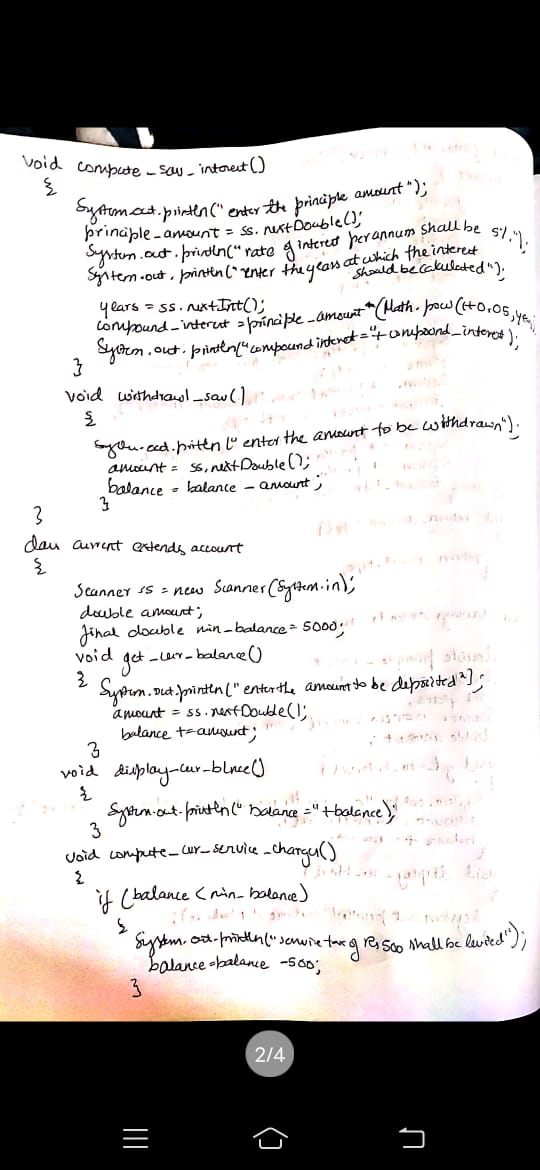 void compute_sav_interest()
{
System.out.println("enter the principle amount");
principle_amount = ss.nextDouble();
System.out.println("rate of interest per annum shall be 5%");
System.out.println("enter the years at which the interest
should be calculated");
years = ss.nextInt();
compound_interest = principle_amount * (Math.pow(1+0.05, years
System.out.println("compound interest="+compound_interest);
}
void withdrawl_sav()
{
System.out.println("enter the amount to be withdrawn");
amount = ss.nextDouble();
balance = balance - amount;
}
}
class current extends account
{
Scanner ss = new Scanner(System.in);
double amount;
final double min_balance = 5000;
void get_curr_balance()
{
System.out.println("enter the amount to be deposited");
amount = ss.nextDouble();
balance += amount;
}
void display_cur_blnce()
{
System.out.println("balance ="+balance);
}
void compute_cur_service_charge()
{
if (balance < min_balance)
{
System.out.println("service tax of Rs 500 shall be levied");
balance = balance - 500;
}
2/4